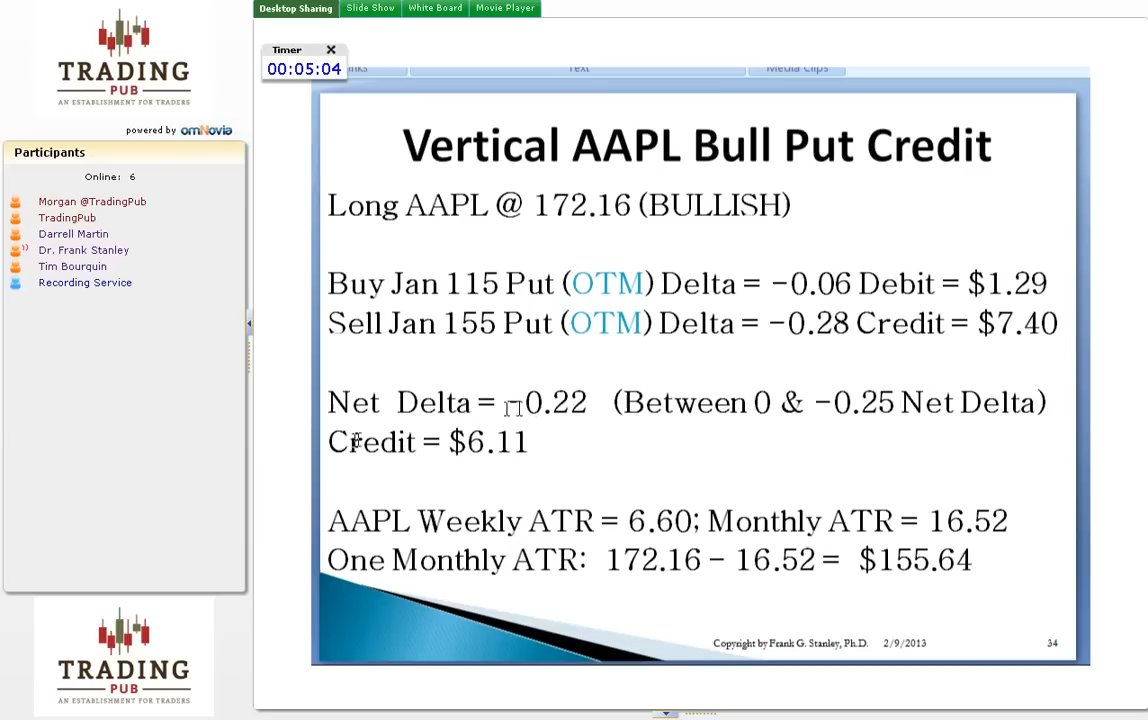 TRADING
PUB
AN ESTABLISHMENT FOR TRADERS
powered by omnovia
Participants
Online: 6
Morgan @TradingPub
TradingPub
Darrell Martin
Dr. Frank Stanley
Tim Bourquin
Recording Service
TRADING
PUB
AN ESTABLISHMENT FOR TRADERS
Desktop Sharing
Slide Show
White Board
Movie Player
Timer
00:05:04
Text
Media Clips
Vertical AAPL Bull Put Credit
Long AAPL @ 172.16 (BULLISH)
Buy Jan 115 Put (OTM) Delta = -0.06 Debit = $1.29
Sell Jan 155 Put (OTM) Delta = -0.28 Credit = $7.40
Net Delta = -0.22 (Between 0 & -0.25 Net Delta)
Credit = $6.11
AAPL Weekly ATR = 6.60; Monthly ATR = 16.52
One Monthly ATR: 172.16 - 16.52 = $155.64
Copyright by Frank G. Stanley, Ph.D. 2/9/2013
34